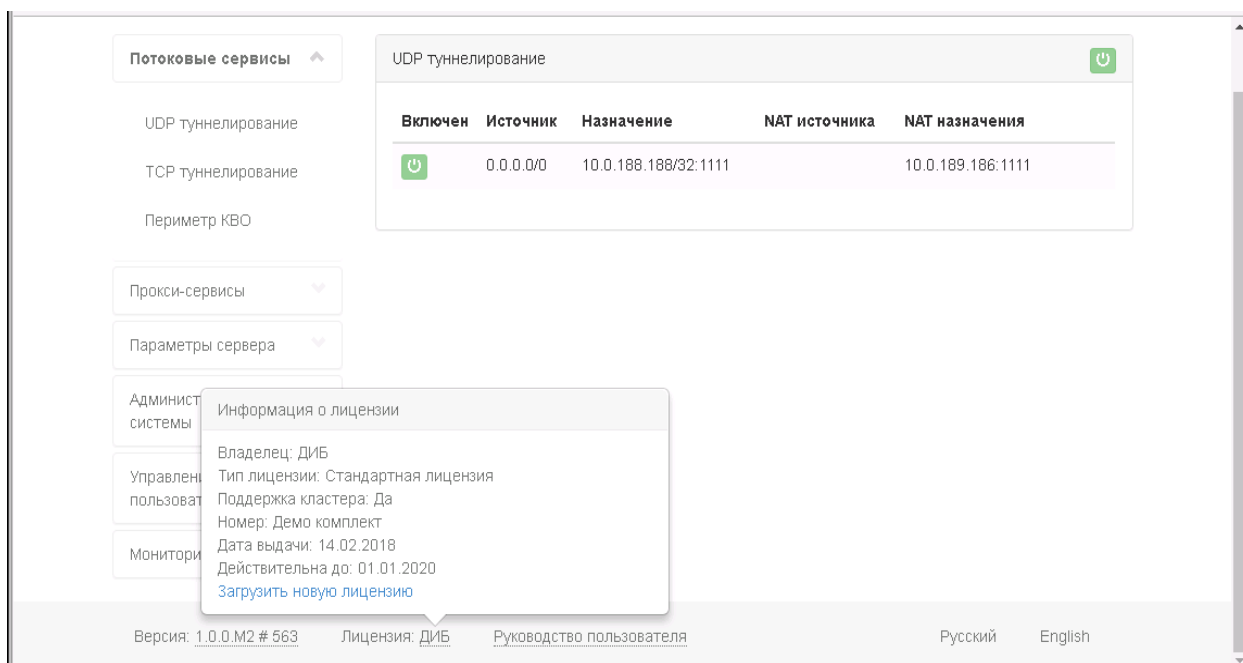 Потоковые сервисы
UDP туннелирование
TCP туннелирование
Периметр КВО
Прокси-сервисы
Параметры сервера
Админист
системы
Управлен
пользоват
Монитори
UDP туннелирование
Включен Источник Назначение NAT источника NAT назначения
0.0.0.0/0 10.0.188.188/32:1111 10.0.189.186:1111
Информация о лицензии
Владелец: ДИБ
Тип лицензии: Стандартная лицензия
Поддержка кластера: Да
Номер: Демо комплект
Дата выдачи: 14.02.2018
Действительна до: 01.01.2020
Загрузить новую лицензию
Версия: 1.0.0.M2 # 563 Лицензия: ДИБ Руководство пользователя Русский English